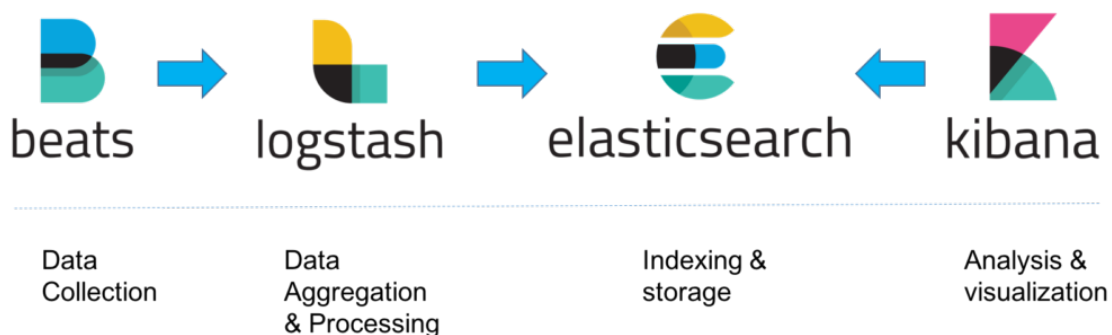 beats
logstash
elasticsearch
kibana
Data
Collection
Data
Aggregation
& Processing
Indexing &
storage
Analysis &
visualization